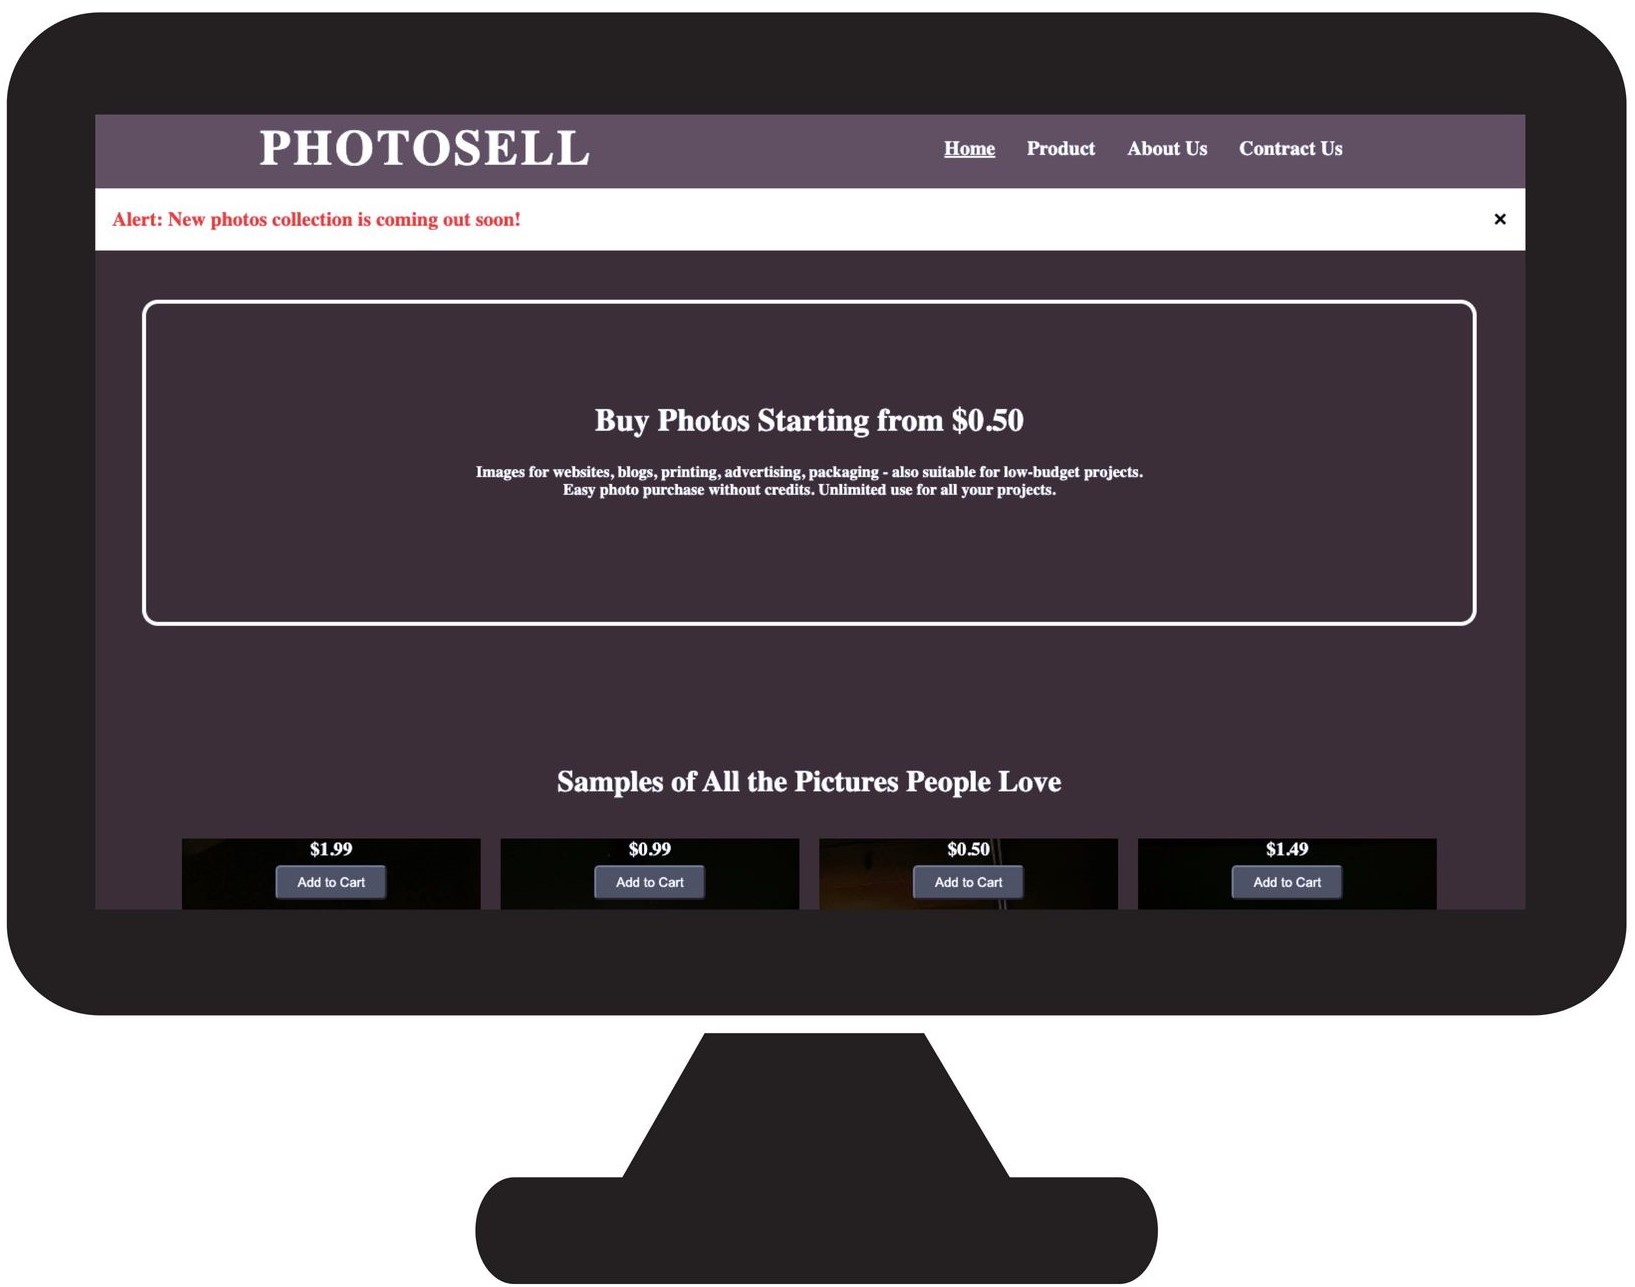 PHOTOSELL
Home Product About Us Contract Us
Alert: New photos collection is coming out soon! ×
Buy Photos Starting from $0.50
Images for websites, blogs, printing, advertising, packaging - also suitable for low-budget projects.
Easy photo purchase without credits. Unlimited use for all your projects.
Samples of All the Pictures People Love
$1.99 $0.99 $0.50 $1.49
Add to Cart Add to Cart Add to Cart Add to Cart